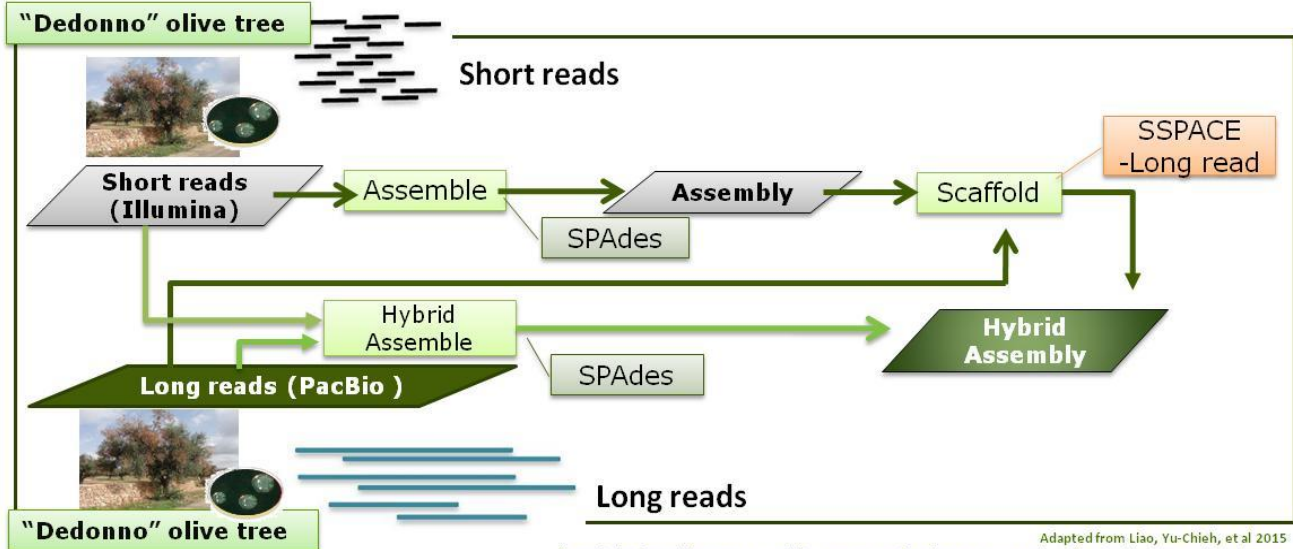 “Dedonno” olive tree
Short reads
SSPACE
-Long read
Short reads
(Illumina)
Assemble
Assembly
Scaffold
SPAdes
Hybrid
Assemble
Hybrid
Assembly
SPAdes
Long reads (PacBio )
Long reads
“Dedonno” olive tree
Adapted from Liao, Yu-Chieh, et al 2015